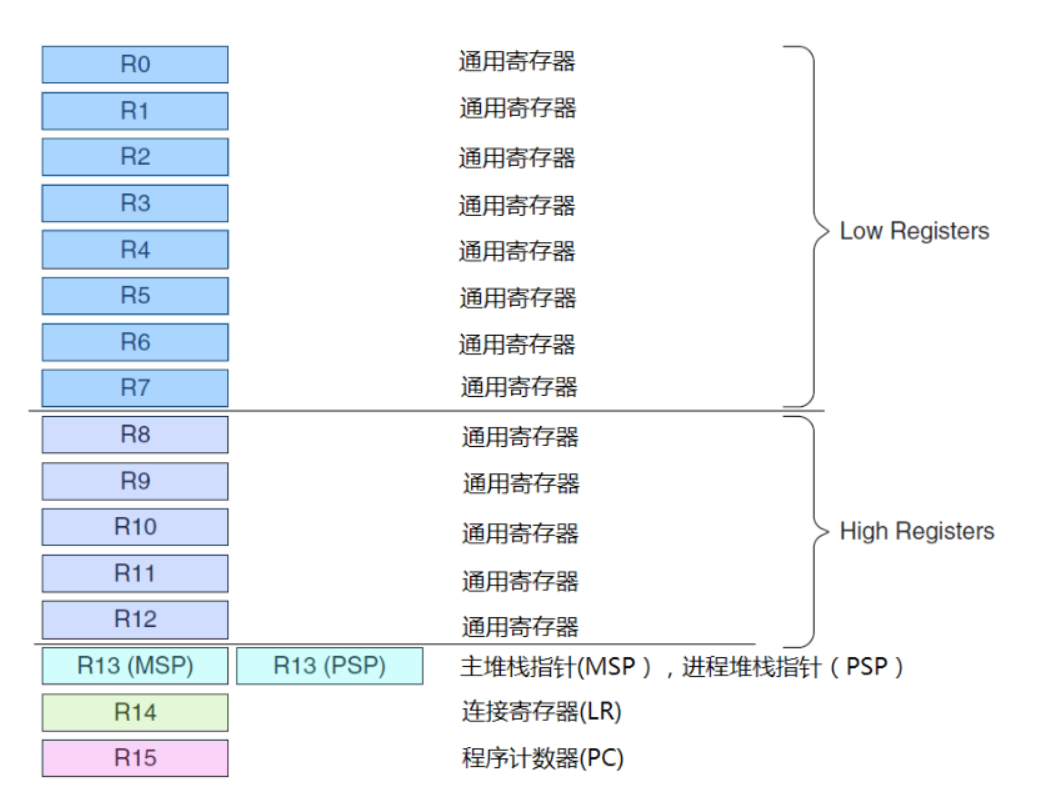 R0 通用寄存器
R1 通用寄存器
R2 通用寄存器
R3 通用寄存器
R4 通用寄存器 Low Registers
R5 通用寄存器
R6 通用寄存器
R7 通用寄存器
R8 通用寄存器
R9 通用寄存器
R10 通用寄存器 High Registers
R11 通用寄存器
R12 通用寄存器
R13 (MSP) R13 (PSP) 主堆栈指针(MSP），进程堆栈指针（PSP）
R14 连接寄存器(LR)
R15 程序计数器(PC)